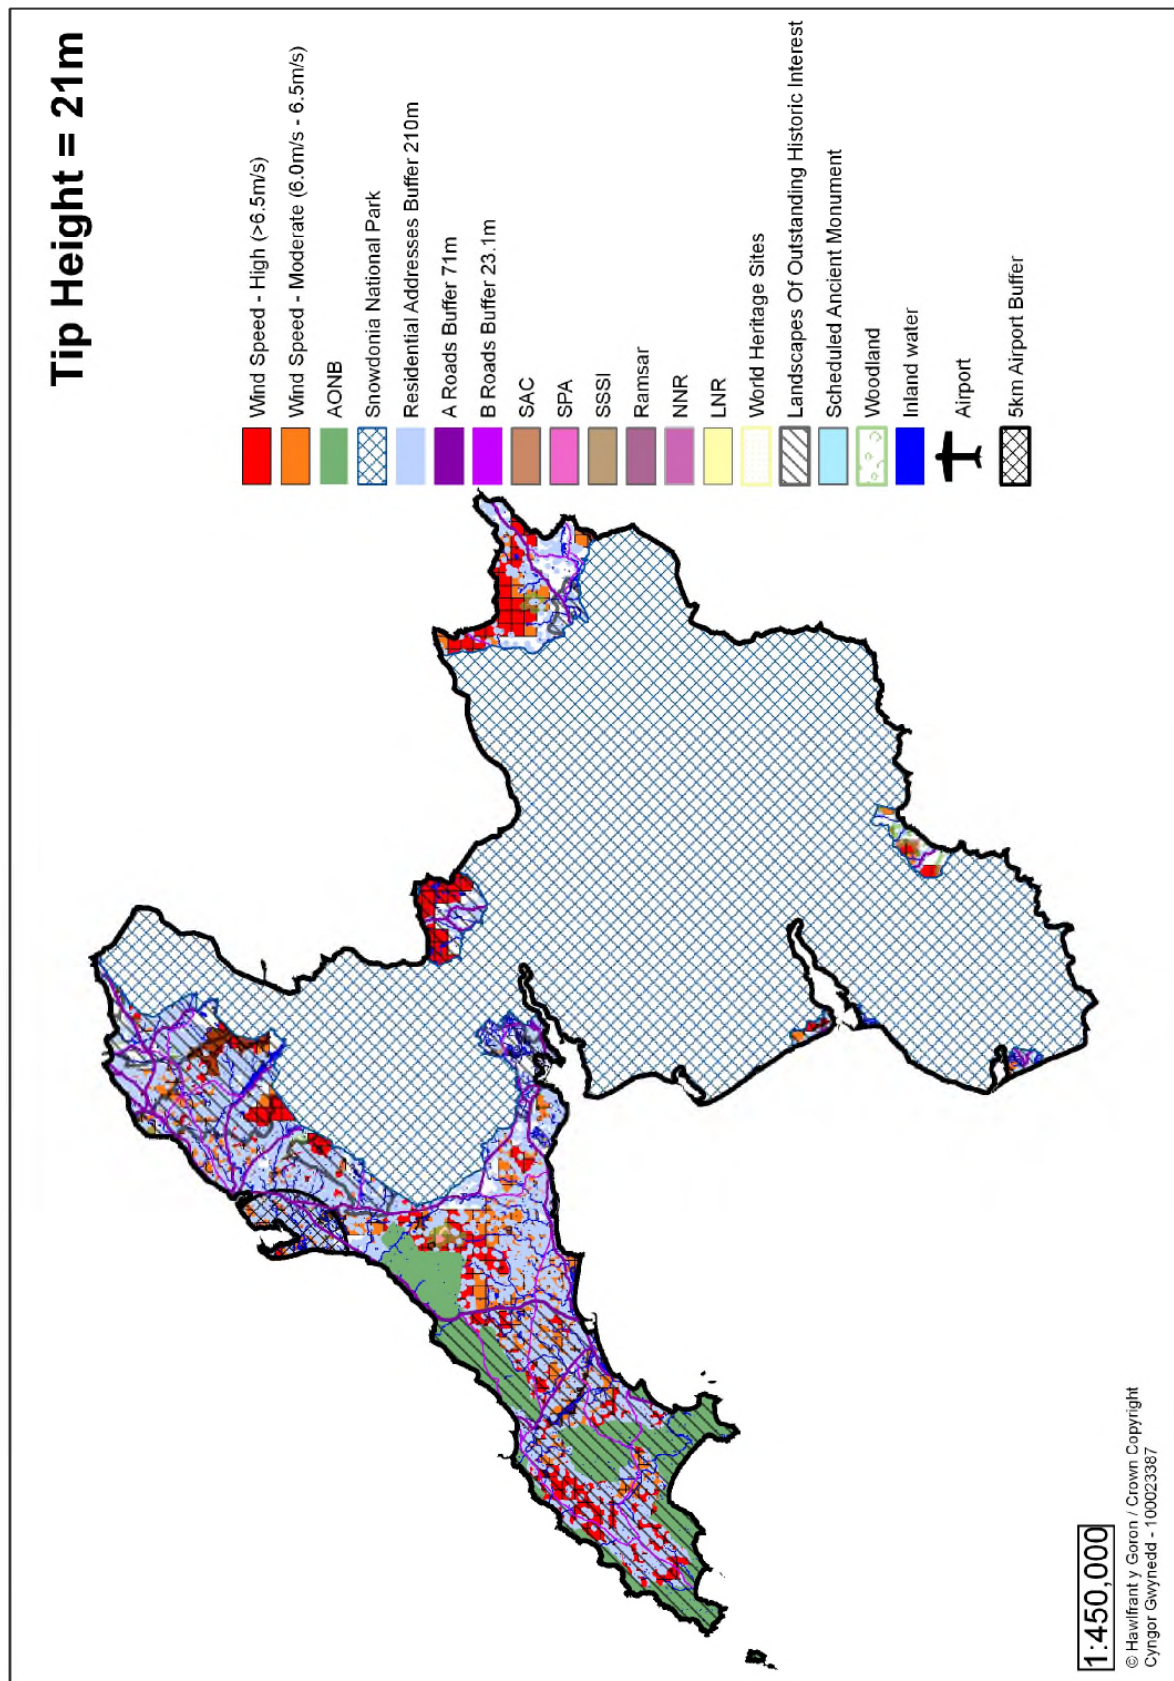 Tip Height = 21m
Wind Speed - High (>6.5m/s)
Wind Speed - Moderate (6.0m/s - 6.5m/s)
AONB
Snowdonia National Park
Residential Addresses Buffer 210m
A Roads Buffer 71m
B Roads Buffer 23.1m
SAC
SPA
SSSI
Ramsar
NNR
LNR
World Heritage Sites
Landscapes Of Outstanding Historic Interest
Scheduled Ancient Monument
Woodland
Inland water
Airport
5km Airport Buffer
1:450,000
© Hawlfraint y Goron / Crown Copyright
Cyngor Gwynedd - 100023387